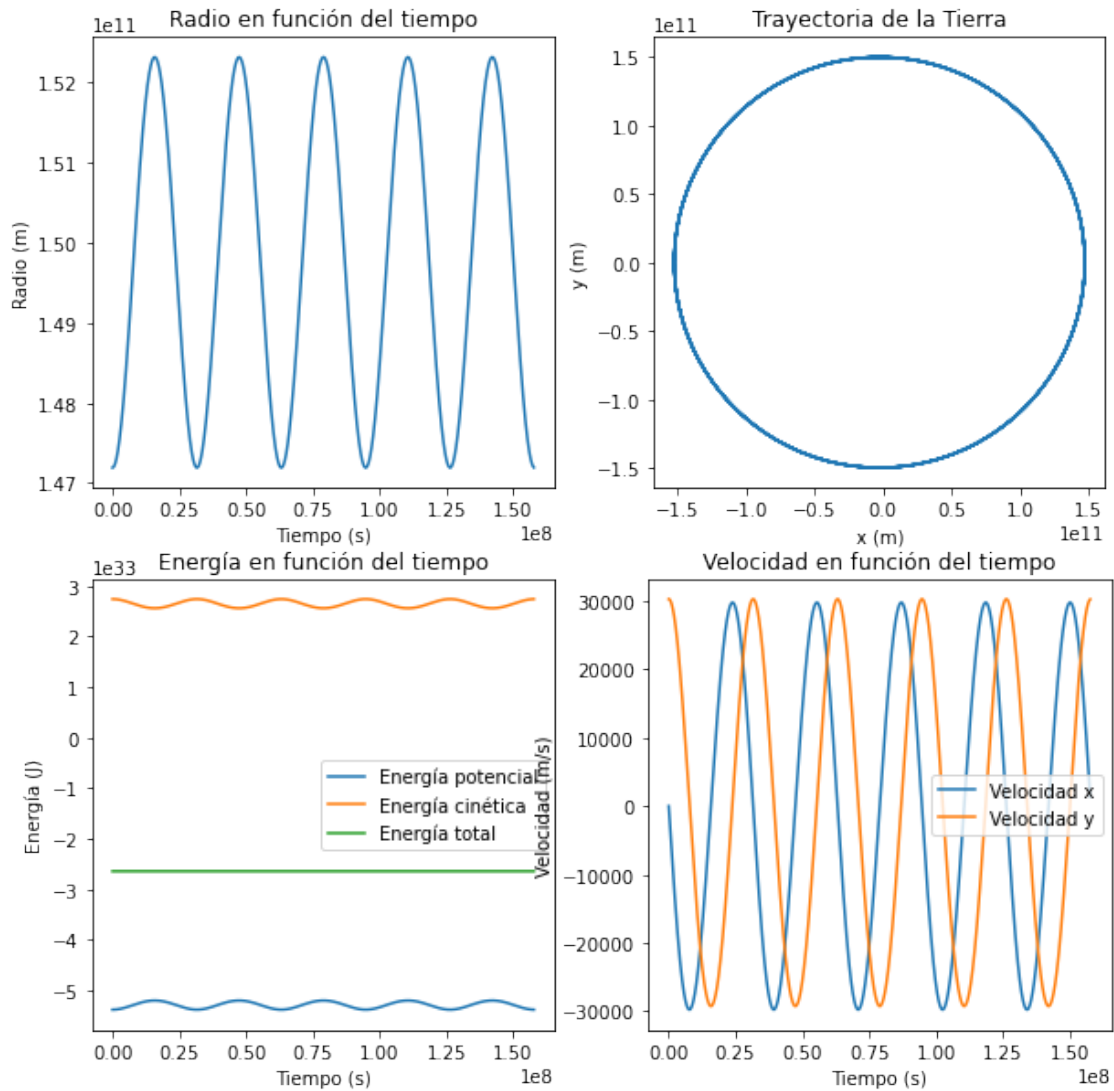 Radio en función del tiempo
1e11
1.52
1.51
1.50
1.49
1.48
1.47
Radio (m)
0.00 0.25 0.50 0.75 1.00 1.25 1.50
Tiempo (s)
1e8
Trayectoria de la Tierra
1e11
1.5
1.0
0.5
0.0
−0.5
−1.0
−1.5
y (m)
−1.5 −1.0 −0.5 0.0 0.5 1.0 1.5
x (m)
1e11
Energía en función del tiempo
1e33
3
2
1
0
−1
−2
−3
−4
−5
Energía (J)
Energía potencial
Energía cinética
Energía total
0.00 0.25 0.50 0.75 1.00 1.25 1.50
Tiempo (s)
1e8
Velocidad en función del tiempo
30000
20000
10000
0
−10000
−20000
−30000
Velocidad (m/s)
Velocidad x
Velocidad y
0.00 0.25 0.50 0.75 1.00 1.25 1.50
Tiempo (s)
1e8